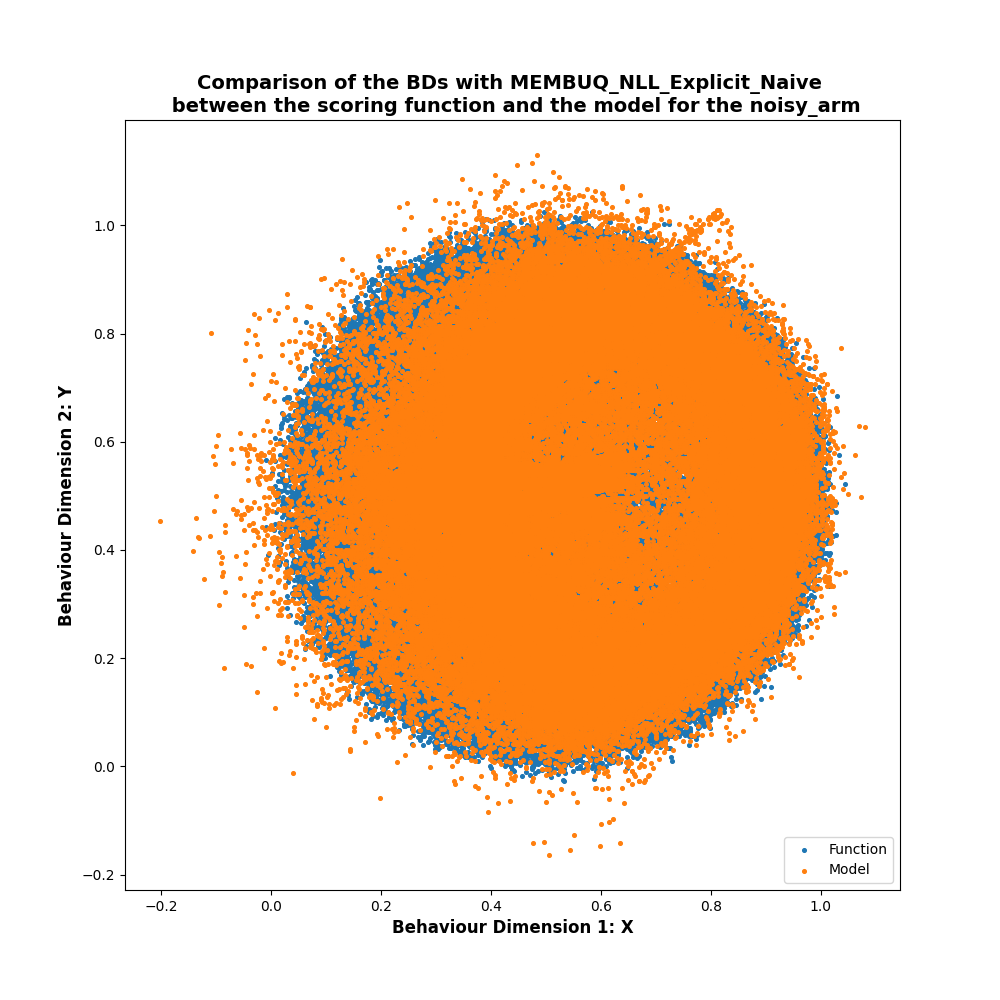 Comparison of the BDs with MEMBUQ_NLL_Explicit_Naive
between the scoring function and the model for the noisy_arm
Behaviour Dimension 2: Y
1.0
0.8
0.6
0.4
0.2
0.0
−0.2
−0.2
0.0
0.2
0.4
0.6
0.8
1.0
Behaviour Dimension 1: X
Function
Model